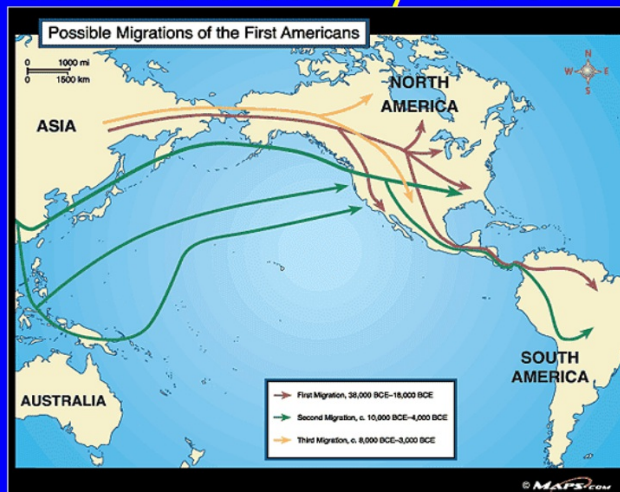 Possible Migrations of the First Americans
0 1000 mi
0 1500 km
N
W E
S
NORTH
AMERICA
ASIA
SOUTH
AMERICA
AUSTRALIA
First Migration, 38,000 BCE–18,000 BCE
Second Migration, c. 10,000 BCE–4,000 BCE
Third Migration, c. 8,000 BCE–3,000 BCE
© MAPS.COM